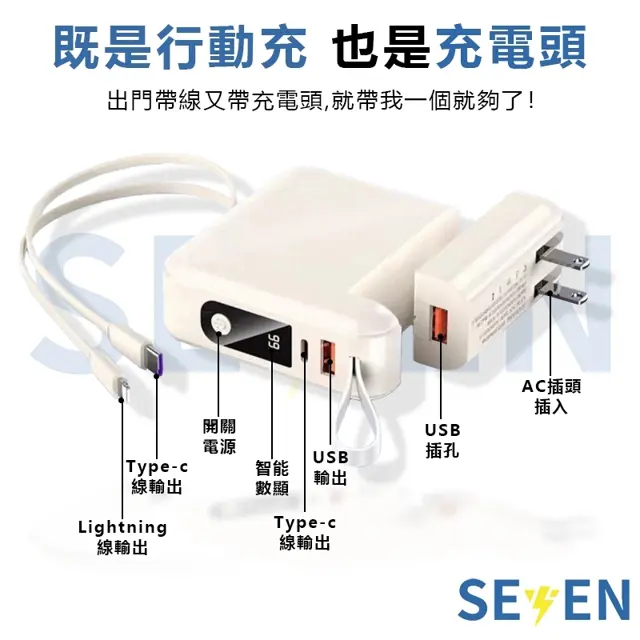 既是行動充 也是充電頭
出門帶線又帶充電頭,就帶我一個就夠了!
SEVEN
99
AC插頭
插入
開關
電源
USB
插孔
Type-c
線輸出
智能
數顯
USB
輸出
Lightning
線輸出
Type-c
線輸出
SEVEN